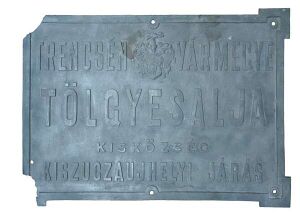 TRENCSÉN VÁRMEGYE
TÖLGYESALJA
KISKÖZSÉG
KISZUCZAUJHELYI JÁRÁS